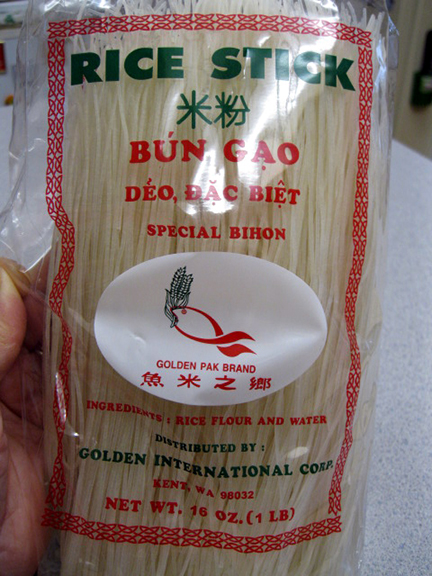 RICE STICK
米粉
BÚN GẠO
DẺO, ĐẶC BIỆT
SPECIAL BIHON
GOLDEN PAK BRAND
魚米之鄉
INGREDIENTS : RICE FLOUR AND WATER
DISTRIBUTED BY :
GOLDEN INTERNATIONAL CORP.
KENT, WA 98032
NET WT. 16 OZ. (1 LB)